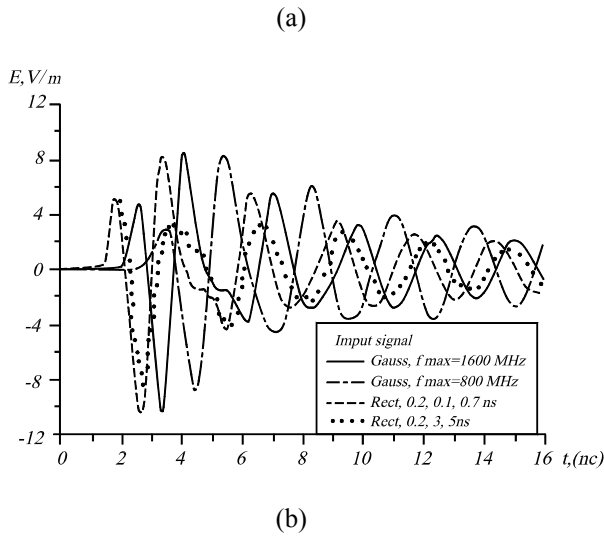 (a)
E,V/m
12
8
4
0
-4
-8
-12
Imput signal
Gauss, f max=1600 MHz
Gauss, f max=800 MHz
Rect, 0.2, 0.1, 0.7 ns
Rect, 0.2, 3, 5ns
0 2 4 6 8 10 12 14 16 t,(nc)
(b)